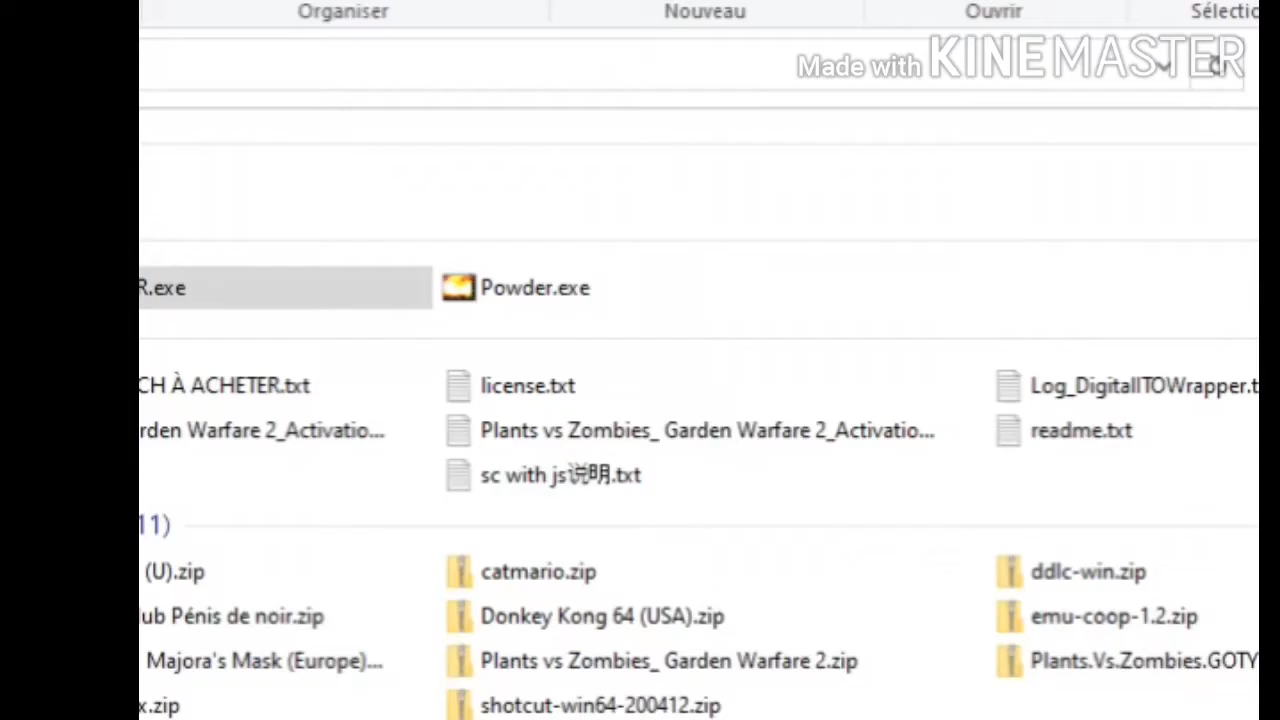 Organiser Nouveau Ouvrir Sélectio
Made with KINEMASTER
R.exe Powder.exe
CH À ACHETER.txt license.txt Log_DigitalITOWrapper.t
rden Warfare 2_Activatio... Plants vs Zombies_ Garden Warfare 2_Activatio... readme.txt
sc with js说明.txt
11)
(U).zip catmario.zip ddlc-win.zip
ub Pénis de noir.zip Donkey Kong 64 (USA).zip emu-coop-1.2.zip
Majora's Mask (Europe)... Plants vs Zombies_ Garden Warfare 2.zip Plants.Vs.Zombies.GOTY
x.zip shotcut-win64-200412.zip